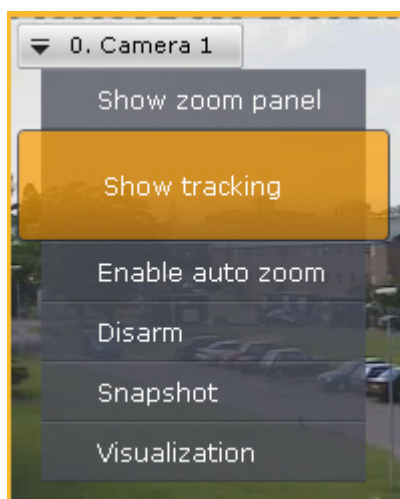 0. Camera 1
Show zoom panel
Show tracking
Enable auto zoom
Disarm
Snapshot
Visualization